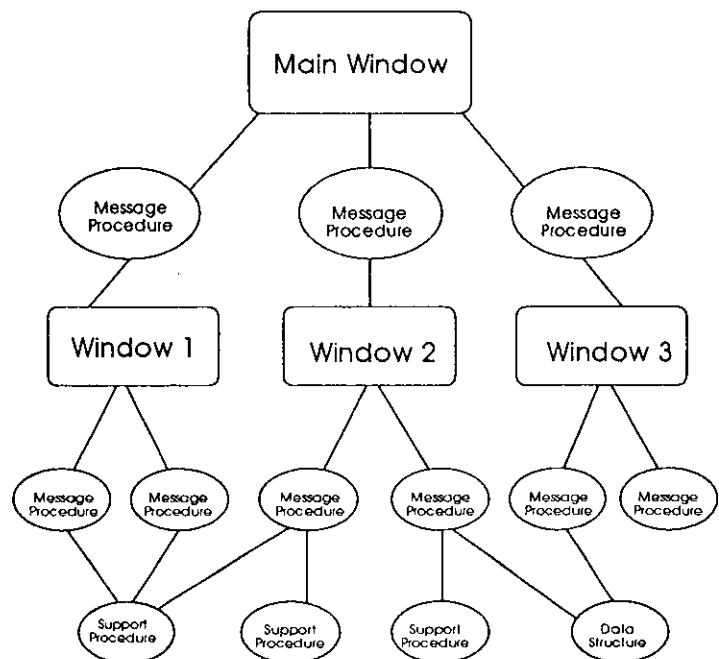 Main Window
Message
Procedure
Message
Procedure
Message
Procedure
Window 1
Window 2
Window 3
Message
Procedure
Message
Procedure
Message
Procedure
Message
Procedure
Message
Procedure
Message
Procedure
Support
Procedure
Support
Procedure
Support
Procedure
Data
Structure